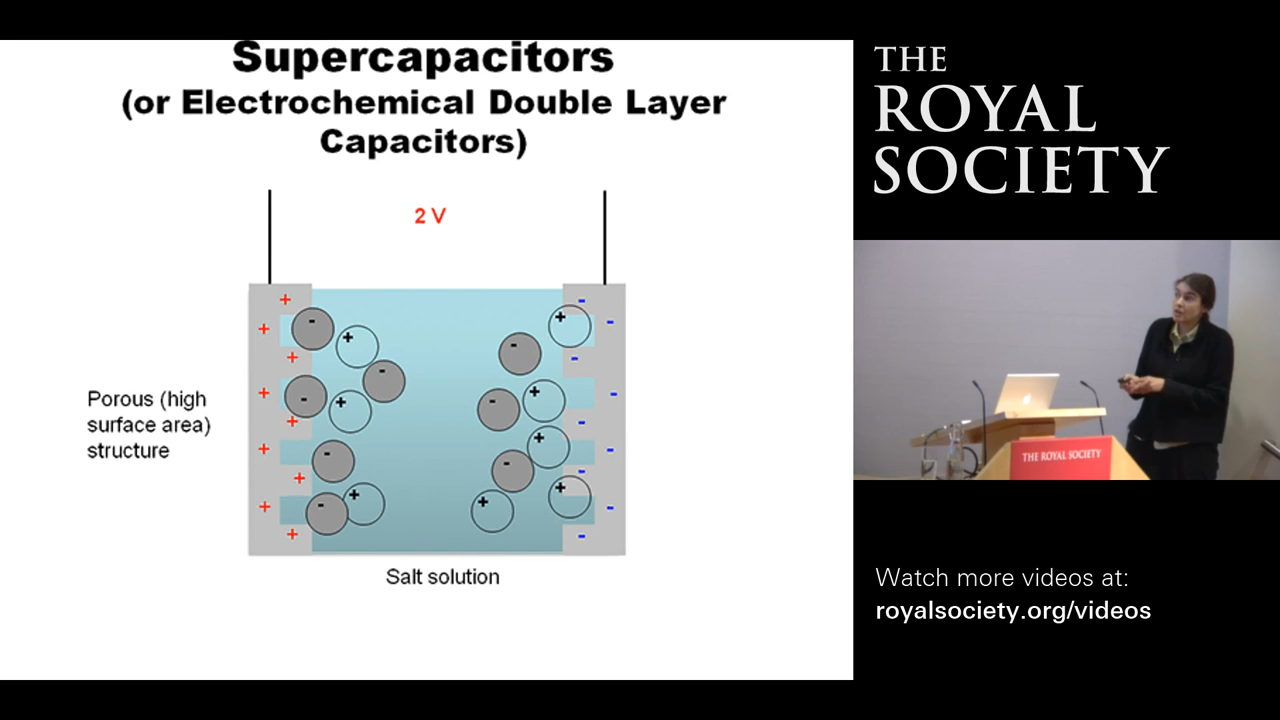 Supercapacitors
(or Electrochemical Double Layer
Capacitors)
2 V
Porous (high
surface area)
structure
Salt solution
THE
ROYAL
SOCIETY
THE ROYAL SOCIETY
Watch more videos at:
royalsociety.org/videos